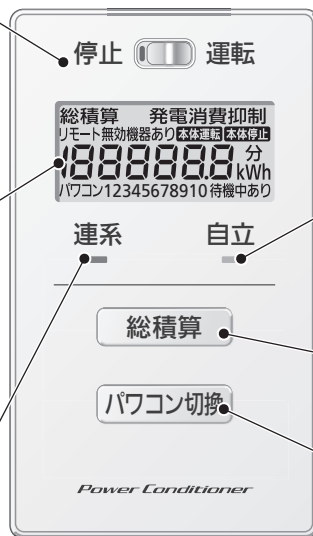 停止 運転
総積算 発電消費抑制
リモート無効機器あり 本体運転 本体停止
188888.8 分 kWh
パワコン12345678910待機中あり
連系 自立
総積算
パワコン切換
Power Conditioner